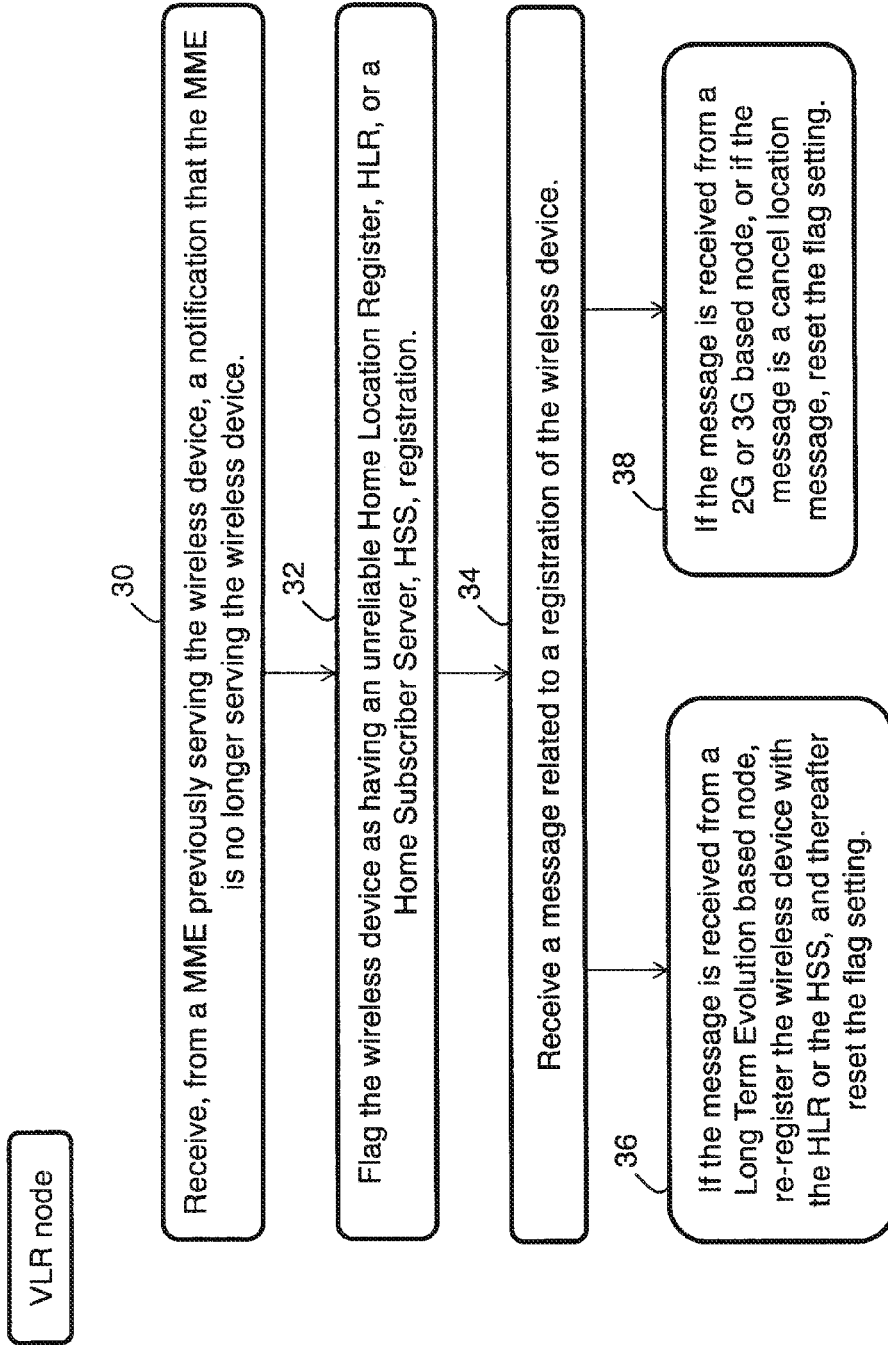 VLR node
30
Receive, from a MME previously serving the wireless device, a notification that the MME
is no longer serving the wireless device.
32
Flag the wireless device as having an unreliable Home Location Register, HLR, or a
Home Subscriber Server, HSS, registration.
34
Receive a message related to a registration of the wireless device.
36
If the message is received from a
Long Term Evolution based node,
re-register the wireless device with
the HLR or the HSS, and thereafter
reset the flag setting.
38
If the message is received from a
2G or 3G based node, or if the
message is a cancel location
message, reset the flag setting.